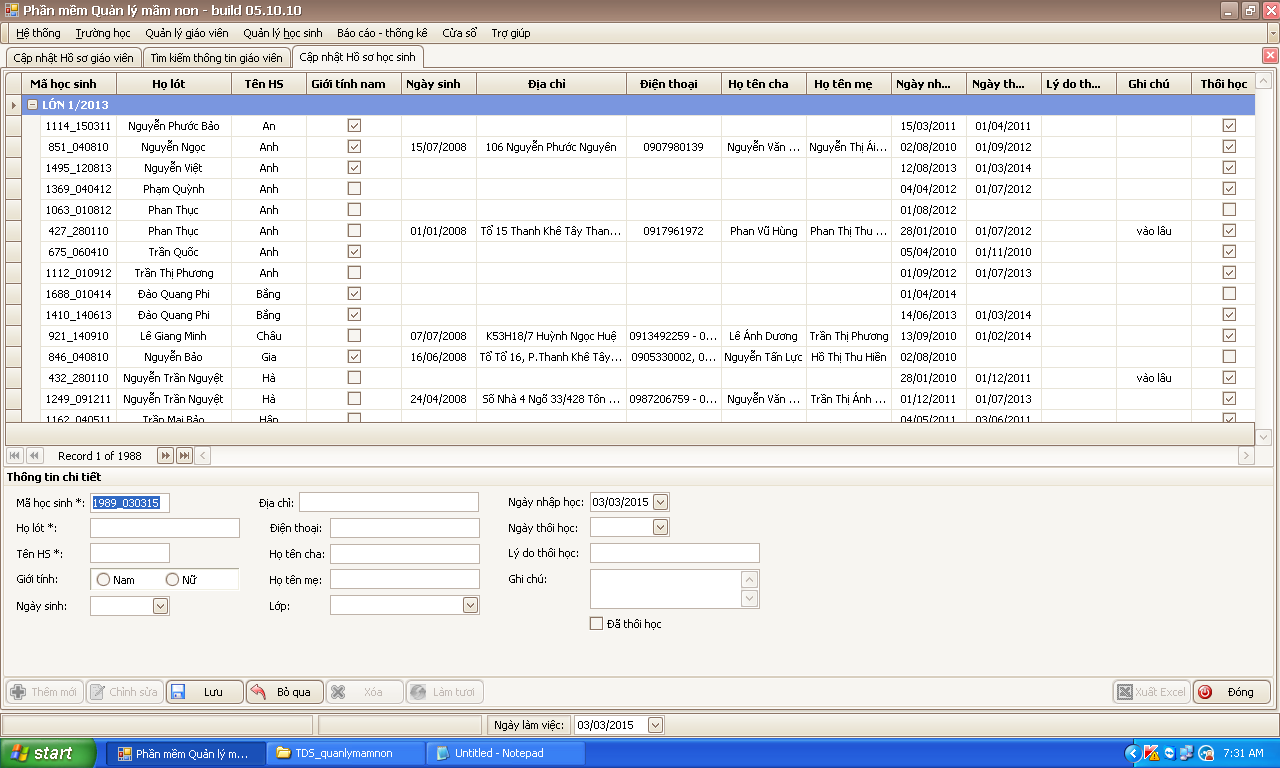 Phần mềm Quản lý mầm non - build 05.10.10
Hệ thống Trường học Quản lý giáo viên Quản lý học sinh Báo cáo - thống kê Cửa sổ Trợ giúp
Cập nhật Hồ sơ giáo viên Tìm kiếm thông tin giáo viên Cập nhật Hồ sơ học sinh
Mã học sinh Họ lót Tên HS Giới tính nam Ngày sinh Địa chỉ Điện thoại Họ tên cha Họ tên mẹ Ngày nh... Ngày th... Lý do th... Ghi chú Thôi học
LỚN 1/2013
1114_150311 Nguyễn Phước Bảo An 15/03/2011 01/04/2011
851_040810 Nguyễn Ngọc Anh 15/07/2008 106 Nguyễn Phước Nguyên 0907980139 Nguyễn Văn ... Nguyễn Thị Ái... 02/08/2010 01/09/2012
1495_120813 Nguyễn Việt Anh 12/08/2013 01/03/2014
1369_040412 Phạm Quỳnh Anh 04/04/2012 01/07/2012
1063_010812 Phan Thục Anh 01/08/2012
427_280110 Phan Thục Anh 01/01/2008 Tổ 15 Thanh Khê Tây Than... 0917961972 Phan Vũ Hùng Phan Thị Thu ... 28/01/2010 01/07/2012 vào lâu
675_060410 Trần Quốc Anh 05/04/2010 01/11/2010
1112_010912 Trần Thị Phương Anh 01/09/2012 01/07/2013
1688_010414 Đào Quang Phi Bằng 01/04/2014
1410_140613 Đào Quang Phi Bằng 14/06/2013 01/03/2014
921_140910 Lê Giang Minh Châu 07/07/2008 K53H18/7 Huỳnh Ngọc Huệ 0913492259 - 0... Lê Ánh Dương Trần Thị Phương 13/09/2010 01/02/2014
846_040810 Nguyễn Bảo Gia 16/06/2008 Tổ Tổ 16, P.Thanh Khê Tây... 0905330002, 0... Nguyễn Tấn Lực Hồ Thị Thu Hiền 02/08/2010
432_280110 Nguyễn Trần Nguyệt Hà 28/01/2010 01/12/2011 vào lâu
1249_091211 Nguyễn Trần Nguyệt Hà 24/04/2008 Số Nhà 4 Ngõ 33/428 Tôn ... 0987206759 - 0... Nguyễn Văn ... Trần Thị Ánh ... 01/12/2011 01/07/2013
1162_040511 Trần Mai Bảo Hân 04/05/2011 03/06/2011
Record 1 of 1988
Thông tin chi tiết
Mã học sinh *: 1989_030315 Địa chỉ: Ngày nhập học: 03/03/2015
Họ lót *: Điện thoại: Ngày thôi học:
Tên HS *: Họ tên cha: Lý do thôi học:
Giới tính: Nam Nữ Họ tên mẹ: Ghi chú:
Ngày sinh: Lớp:
Đã thôi học
Thêm mới Chỉnh sửa Lưu Bỏ qua Xóa Làm tươi Xuất Excel Đóng
Ngày làm việc: 03/03/2015
start Phần mềm Quản lý m... TDS_quanlymamnon Untitled - Notepad 7:31 AM